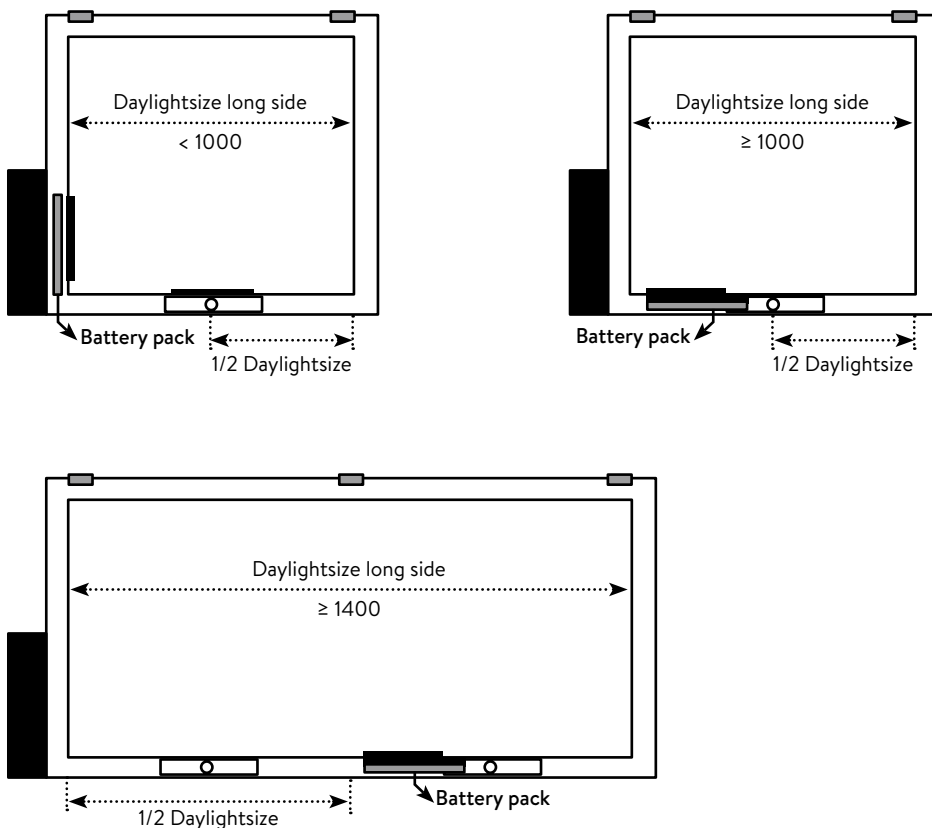 Daylightsize long side
< 1000
Battery pack
1/2 Daylightsize
Daylightsize long side
≥ 1000
Battery pack
1/2 Daylightsize
Daylightsize long side
≥ 1400
Battery pack
1/2 Daylightsize